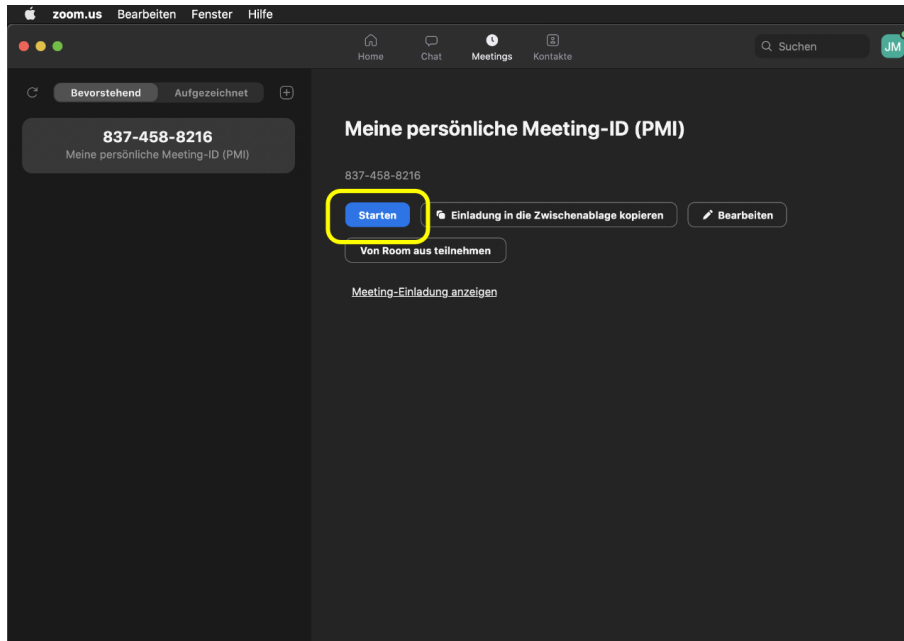 zoom.us Bearbeiten Fenster Hilfe
Home Chat Meetings Kontakte
Suchen
JM
Bevorstehend Aufgezeichnet
837-458-8216
Meine persönliche Meeting-ID (PMI)
Meine persönliche Meeting-ID (PMI)
837-458-8216
Starten Einladung in die Zwischenablage kopieren Bearbeiten
Von Room aus teilnehmen
Meeting-Einladung anzeigen